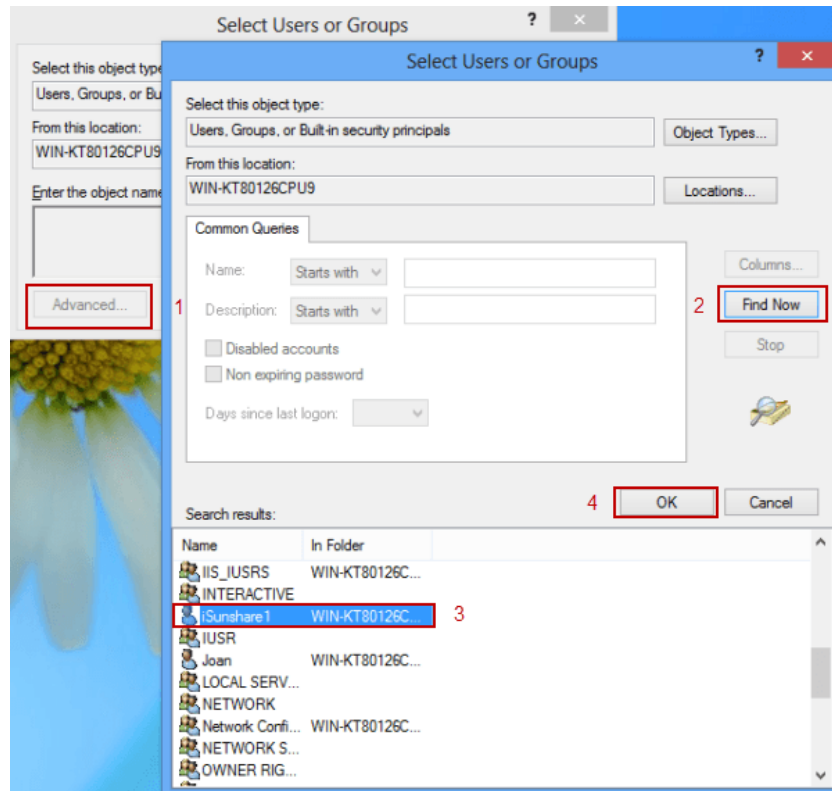 Select Users or Groups ?
Select this object type
Users, Groups, or Bu
From this location:
WIN-KT80126CPU9
Enter the object name
Advanced...
1
Select Users or Groups ?
Select this object type:
Users, Groups, or Built-in security principals
Object Types...
From this location:
WIN-KT80126CPU9
Locations...
Common Queries
Name: Starts with
Columns...
Description: Starts with
2 Find Now
Disabled accounts
Stop
Non expiring password
Days since last logon:
4 OK Cancel
Search results:
Name In Folder
IIS_IUSRS WIN-KT80126C...
INTERACTIVE
iSunshare1 WIN-KT80126C... 3
IUSR
Joan WIN-KT80126C...
LOCAL SERV...
NETWORK
Network Confi... WIN-KT80126C...
NETWORK S...
OWNER RIG...